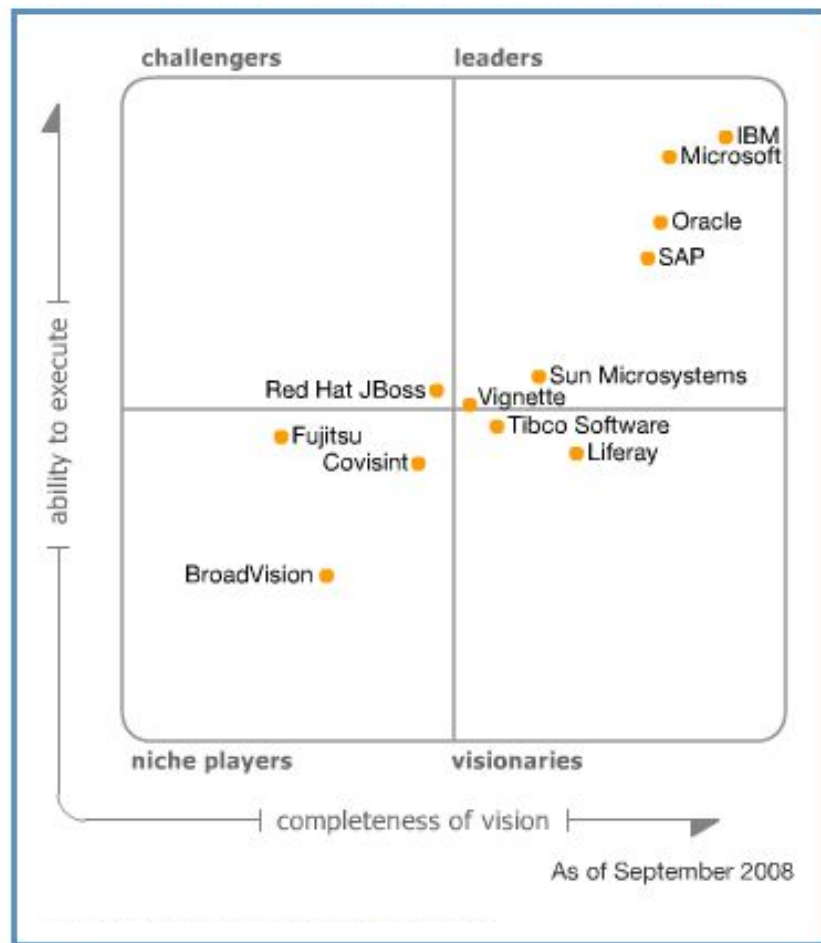 challengers
leaders
IBM
Microsoft
Oracle
SAP
Sun Microsystems
Red Hat JBoss
Vignette
Tibco Software
Fujitsu
Liferay
Covisint
BroadVision
ability to execute
niche players
visionaries
completeness of vision
As of September 2008